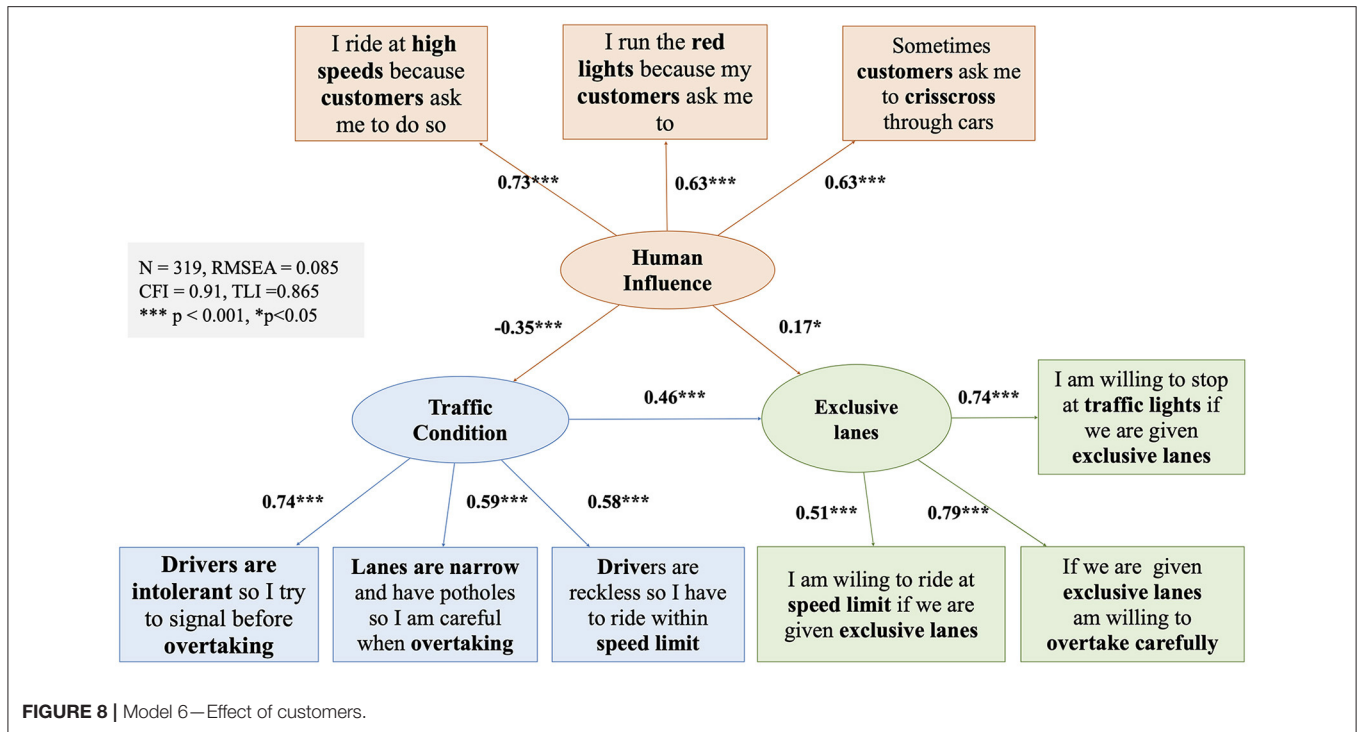 I ride at high
speeds because
customers ask
me to do so
I run the red
lights because my
customers ask me
to
Sometimes
customers ask me
to crisscross
through cars
0.73***
0.63***
0.63***
Human
Influence
N = 319, RMSEA = 0.085
CFI = 0.91, TLI =0.865
*** p < 0.001, *p<0.05
-0.35***
0.17*
Traffic
Condition
0.46***
Exclusive
lanes
0.74***
I am willing to stop
at traffic lights if
we are given
exclusive lanes
0.74***
0.59***
0.58***
0.51***
0.79***
Drivers are
intolerant so I try
to signal before
overtaking
Lanes are narrow
and have potholes
so I am careful
when overtaking
Drivers are
reckless so I have
to ride within
speed limit
I am wiling to ride at
speed limit if we are
given exclusive lanes
If we are given
exclusive lanes
am willing to
overtake carefully
FIGURE 8 | Model 6—Effect of customers.